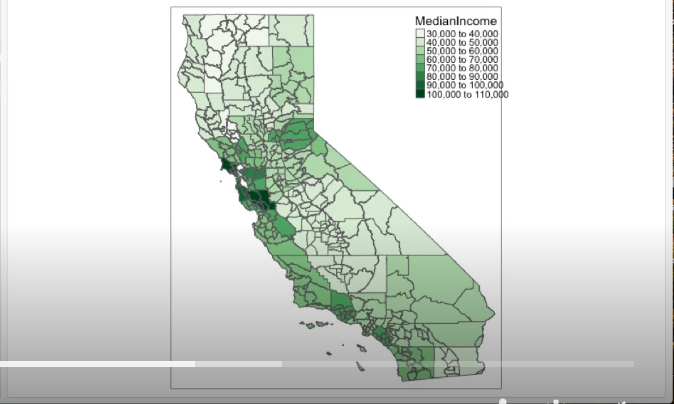 MedianIncome
30,000 to 40,000
40,000 to 50,000
50,000 to 60,000
60,000 to 70,000
70,000 to 80,000
80,000 to 90,000
90,000 to 100,000
100,000 to 110,000